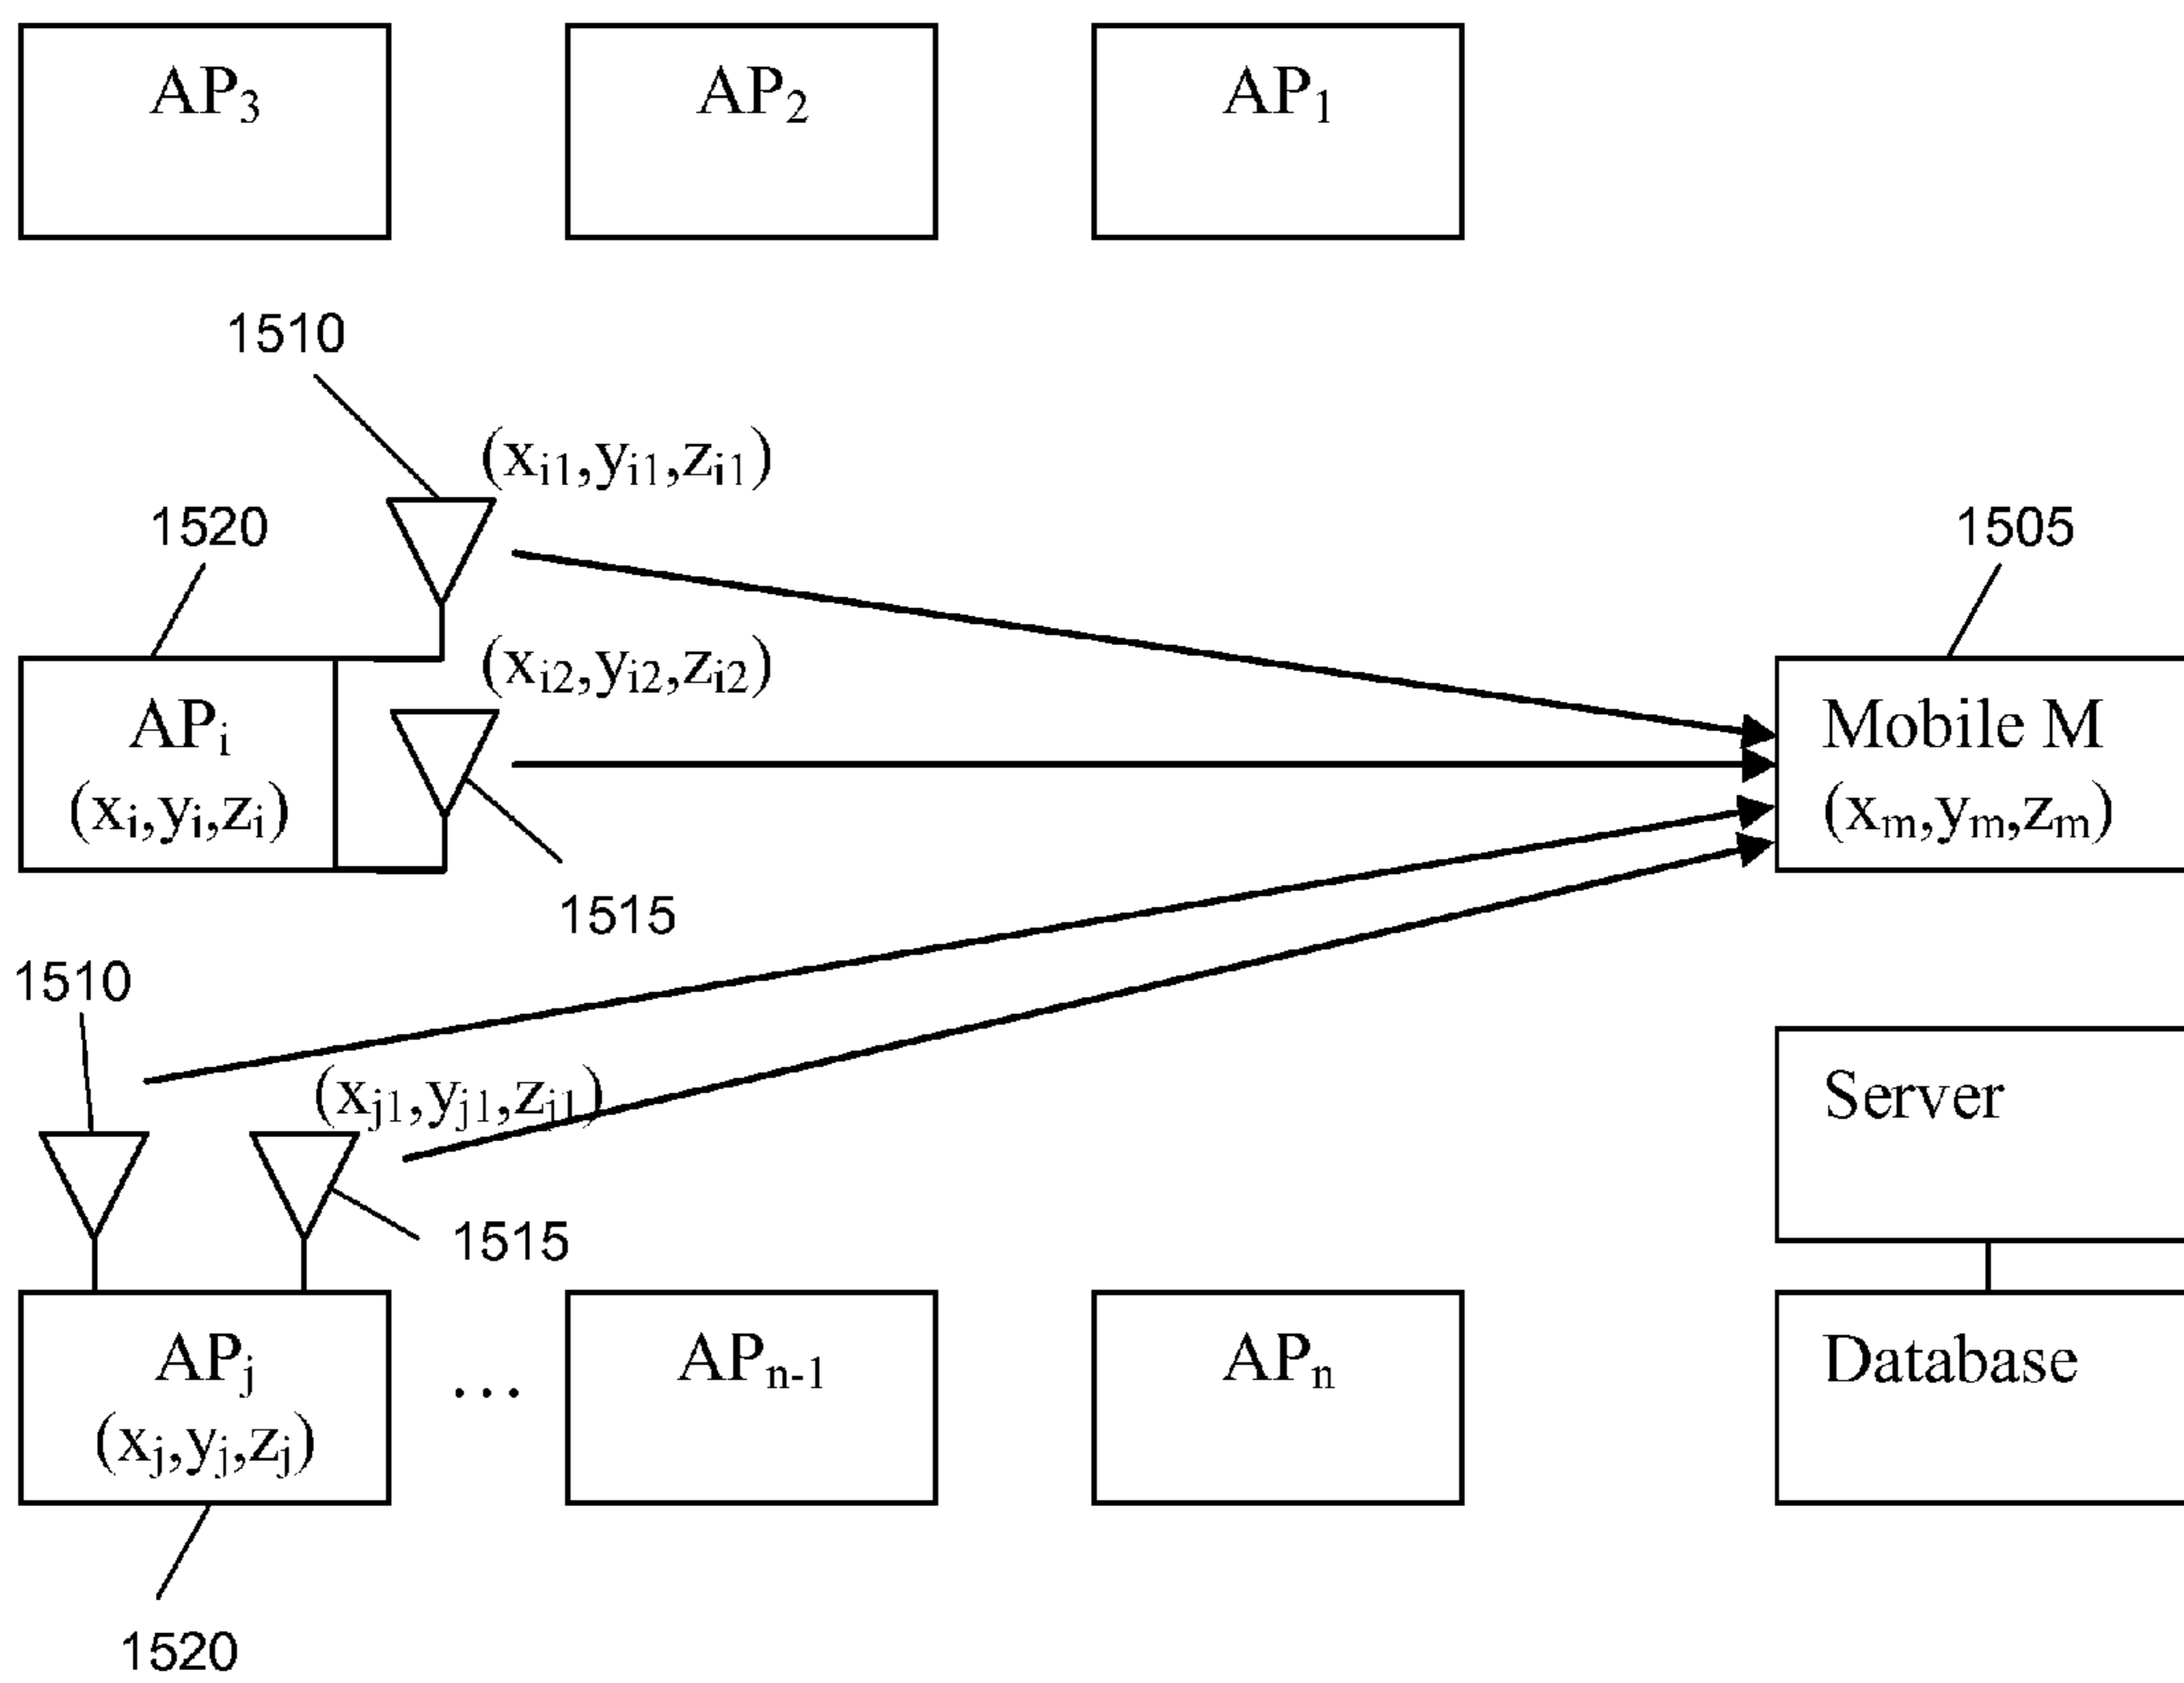 AP3 AP2 AP1
1510
(xi1,yi1,zi1)
1520
1505
(xi2,yi2,zi2)
APi
(xi,yi,zi)
Mobile M
(xm,ym,zm)
1515
1510
(xj1,yj1,zj1)
Server
1515
APj
(xj,yj,zj)
...
APn-1
APn
Database
1520